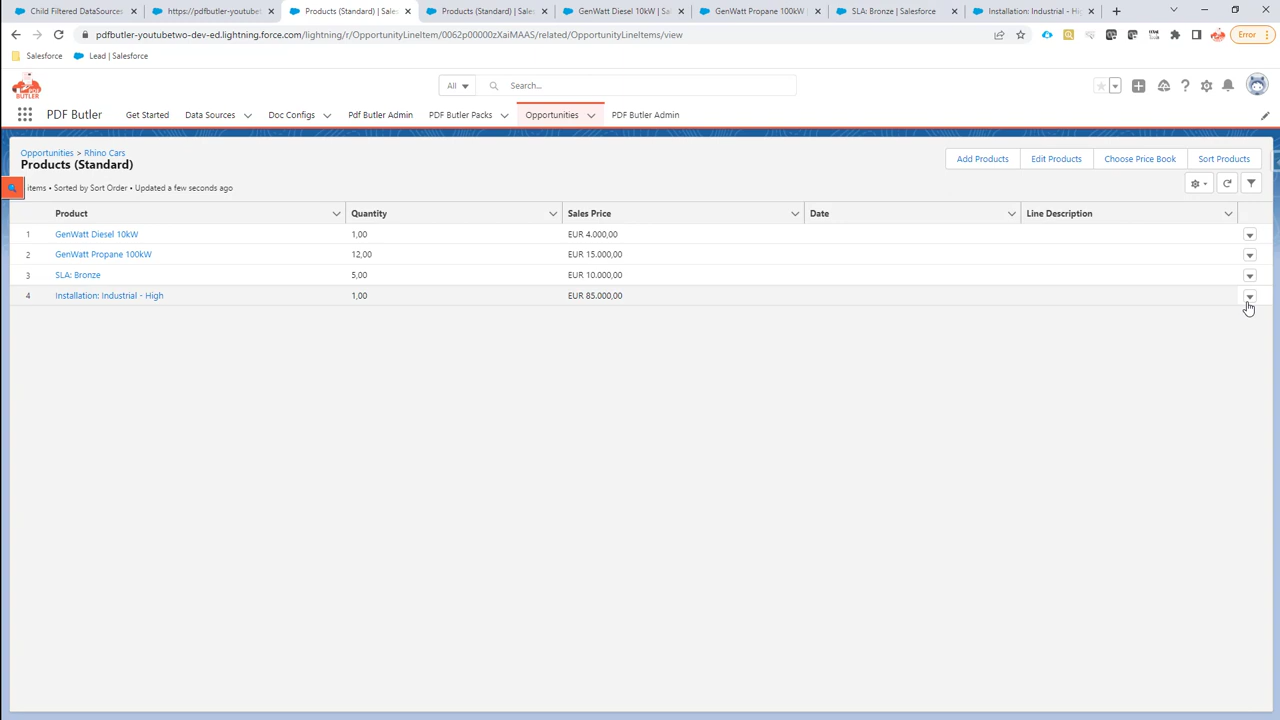 Child Filtered DataSources
https://pdfbutler-youtubet
Products (Standard) | Sales
Products (Standard) | Sales
GenWatt Diesel 10kW | Sa
GenWatt Propane 100kW
SLA: Bronze | Salesforce
Installation: Industrial - Hig
Error
pdfbutler-youtubetwo-dev-ed.lightning.force.com/lightning/r/OpportunityLineItem/0062p00000zXaiMAAS/related/OpportunityLineItems/view
Salesforce
Lead | Salesforce
All
Search...
PDF Butler
Get Started
Data Sources
Doc Configs
Pdf Butler Admin
PDF Butler Packs
Opportunities
PDF Butler Admin
Opportunities > Rhino Cars
Products (Standard)
Add Products
Edit Products
Choose Price Book
Sort Products
items • Sorted by Sort Order • Updated a few seconds ago
Product Quantity Sales Price Date Line Description
1 GenWatt Diesel 10kW 1,00 EUR 4.000,00
2 GenWatt Propane 100kW 12,00 EUR 15.000,00
3 SLA: Bronze 5,00 EUR 10.000,00
4 Installation: Industrial - High 1,00 EUR 85.000,00